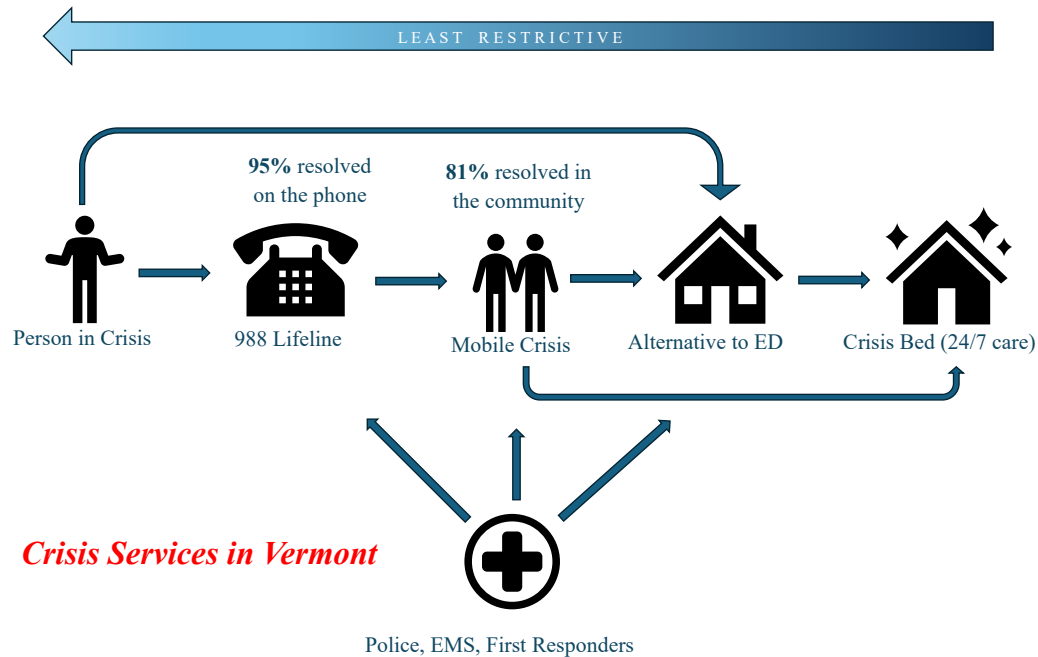 LEAST RESTRICTIVE
95% resolved
on the phone
81% resolved in
the community
Person in Crisis
988 Lifeline
Mobile Crisis
Alternative to ED
Crisis Bed (24/7 care)
Crisis Services in Vermont
Police, EMS, First Responders